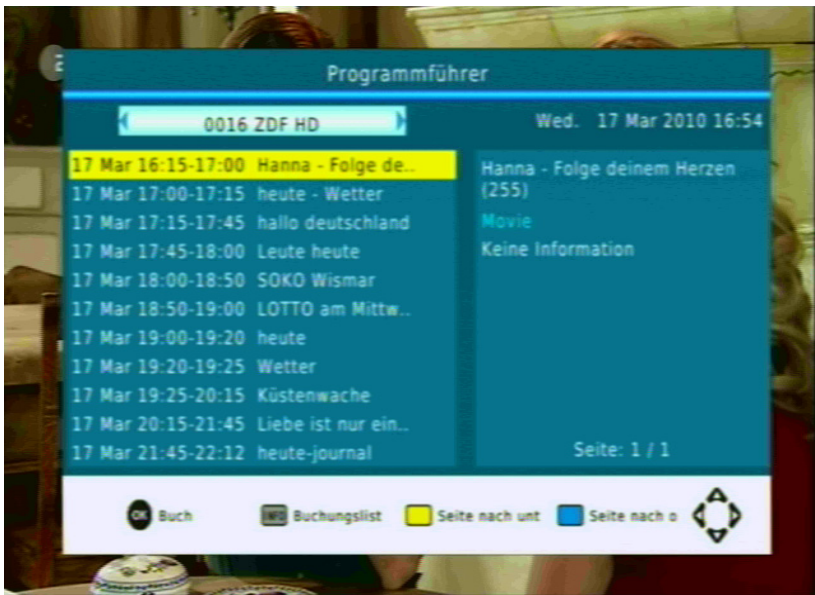 2
Programmführer
0016 ZDF HD
Wed. 17 Mar 2010 16:54
17 Mar 16:15-17:00 Hanna - Folge de..
17 Mar 17:00-17:15 heute - Wetter
17 Mar 17:15-17:45 hallo deutschland
17 Mar 17:45-18:00 Leute heute
17 Mar 18:00-18:50 SOKO Wismar
17 Mar 18:50-19:00 LOTTO am Mittw..
17 Mar 19:00-19:20 heute
17 Mar 19:20-19:25 Wetter
17 Mar 19:25-20:15 Küstenwache
17 Mar 20:15-21:45 Liebe ist nur ein..
17 Mar 21:45-22:12 heute-journal
Hanna - Folge deinem Herzen
(255)
Movie
Keine Information
Seite: 1 / 1
OK Buch INFO Buchungslist Seite nach unt Seite nach o